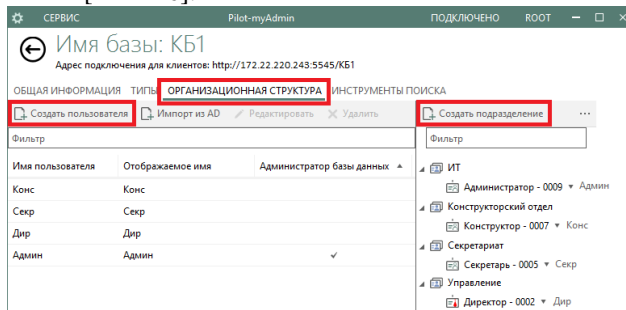 СЕРВИС Pilot-myAdmin ПОДКЛЮЧЕНО ROOT
Имя базы: КБ1
Адрес подключения для клиентов: http://172.22.220.243:5545/КБ1
ОБЩАЯ ИНФОРМАЦИЯ ТИПЫ ОРГАНИЗАЦИОННАЯ СТРУКТУРА ИНСТРУМЕНТЫ ПОИСКА
Создать пользователя Импорт из AD Редактировать Удалить Создать подразделение ...
Фильтр Фильтр
Имя пользователя Отображаемое имя Администратор базы данных
ИТ
Администратор - 0009 Админ
Конс Конс
Конструкторский отдел
Секр Секр
Конструктор - 0007 Конс
Дир Дир
Секретариат
Админ Админ
Секретарь - 0005 Секр
Управление
Директор - 0002 Дир